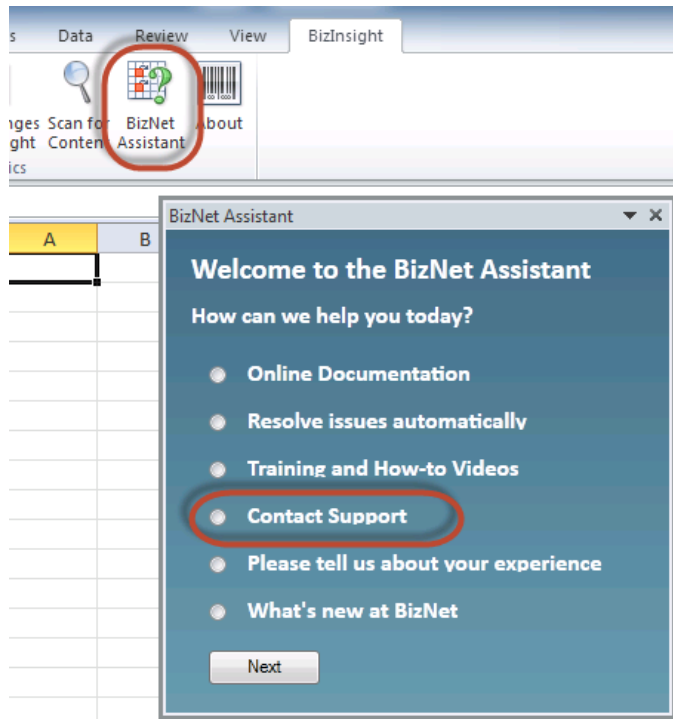 s Data Review View BizInsight
nges Scan for BizNet About
ght Content Assistant
ics
BizNet Assistant
A B
Welcome to the BizNet Assistant
How can we help you today?
Online Documentation
Resolve issues automatically
Training and How-to Videos
Contact Support
Please tell us about your experience
What's new at BizNet
Next